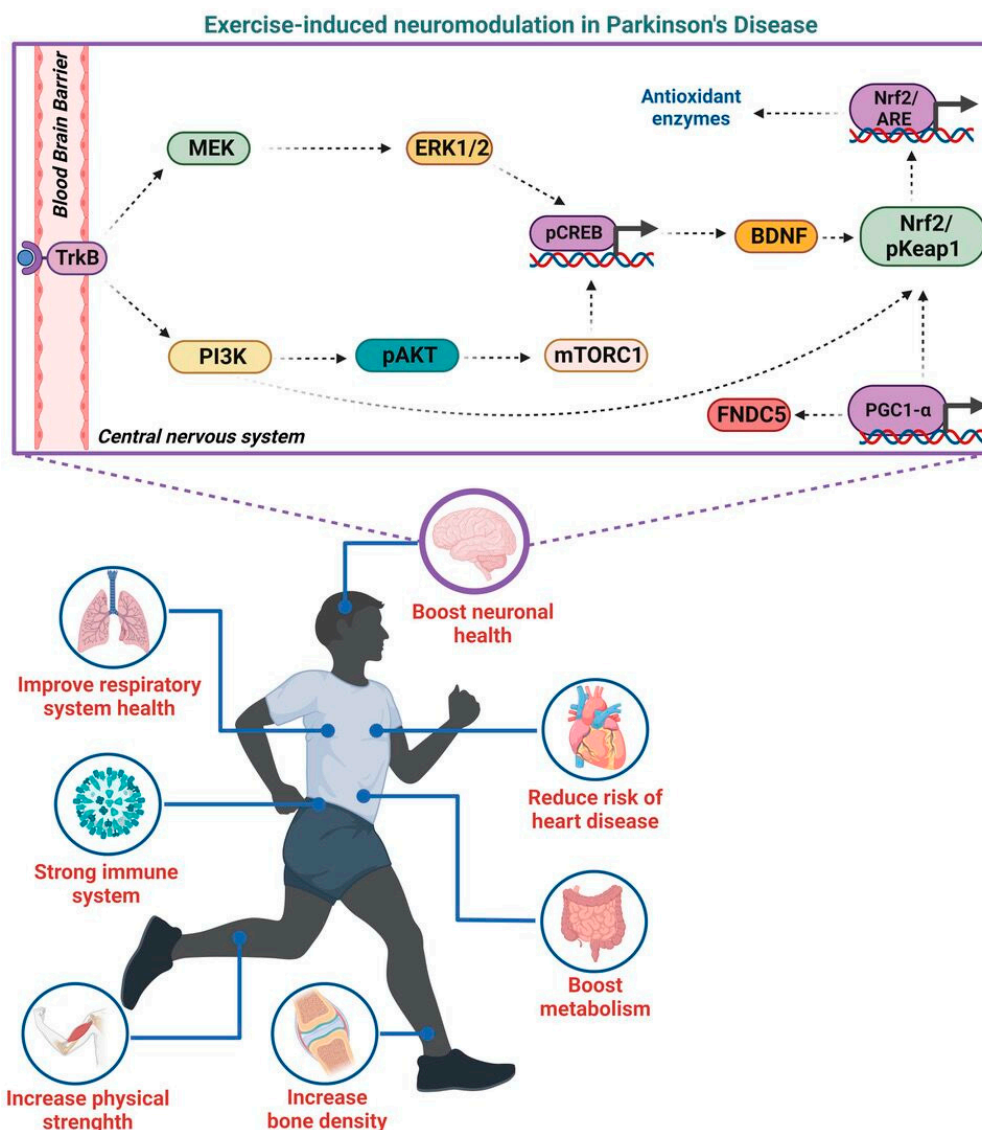 Exercise-induced neuromodulation in Parkinson's Disease
Blood Brain Barrier
Antioxidant
enzymes
Nrf2/
ARE
MEK
ERK1/2
TrkB
pCREB
BDNF
Nrf2/
pKeap1
PI3K
pAKT
mTORC1
FNDC5
PGC1-α
Central nervous system
Boost neuronal
health
Improve respiratory
system health
Reduce risk of
heart disease
Strong immune
system
Boost
metabolism
Increase physical
strenghth
Increase
bone density